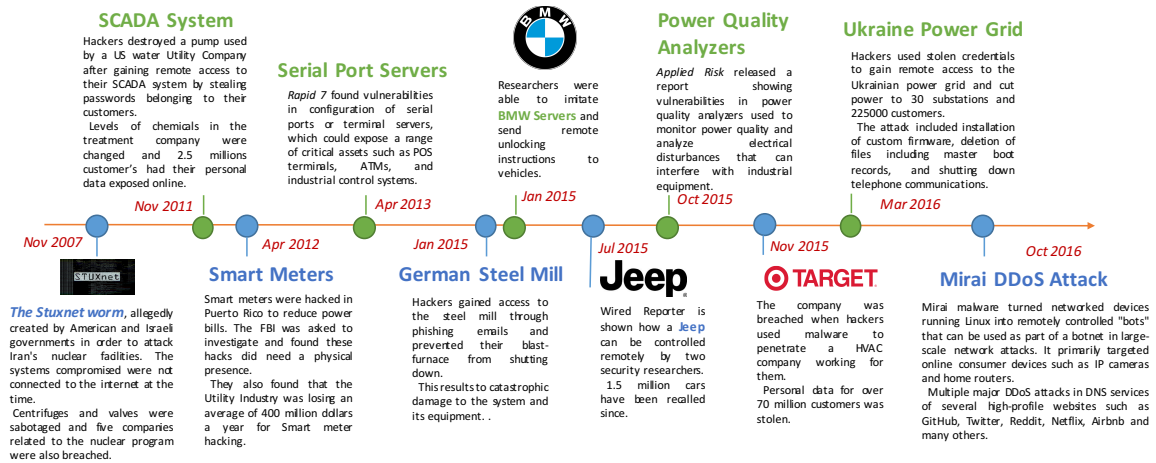 SCADA System
Hackers destroyed a pump used
by a US water Utility Company
after gaining remote access to
their SCADA system by stealing
passwords belonging to their
customers.
Levels of chemicals in the
treatment company were
changed and 2.5 millions
customer's had their personal
data exposed online.
Serial Port Servers
Rapid 7 found vulnerabilities
in configuration of serial
ports or terminal servers,
which could expose a range
of critical assets such as POS
terminals, ATMs, and
industrial control systems.
BMW
Researchers were
able to imitate
BMW Servers and
send remote
unlocking
instructions to
vehicles.
Power Quality
Analyzers
Applied Risk released a
report showing
vulnerabilities in power
quality analyzers used to
monitor power quality and
analyze electrical
disturbances that can
interfere with industrial
equipment.
Ukraine Power Grid
Hackers used stolen credentials
to gain remote access to the
Ukrainian power grid and cut
power to 30 substations and
225000 customers.
The attack included installation
of custom firmware, deletion of
files including master boot
records, and shutting down
telephone communications.
Nov 2011
Apr 2013
Jan 2015
Oct 2015
Mar 2016
Nov 2007
Apr 2012
Jan 2015
Jul 2015
Nov 2015
Oct 2016
STUXnet
The Stuxnet worm, allegedly
created by American and Israeli
governments in order to attack
Iran's nuclear facilities. The
systems compromised were not
connected to the internet at the
time.
Centrifuges and valves were
sabotaged and five companies
related to the nuclear program
were also breached.
Smart Meters
Smart meters were hacked in
Puerto Rico to reduce power
bills. The FBI was asked to
investigate and found these
hacks did need a physical
presence.
They also found that the
Utility Industry was losing an
average of 400 million dollars
a year for Smart meter
hacking.
German Steel Mill
Hackers gained access to
the steel mill through
phishing emails and
prevented their blast-
furnace from shutting
down.
This results to catastrophic
damage to the system and
its equipment. .
Jeep
Wired Reporter is
shown how a Jeep
can be controlled
remotely by two
security researchers.
1.5 million cars
have been recalled
since.
TARGET
The company was
breached when hackers
used malware to
penetrate a HVAC
company working for
them.
Personal data for over
70 million customers was
stolen.
Mirai DDoS Attack
Mirai malware turned networked devices
running Linux into remotely controlled "bots"
that can be used as part of a botnet in large-
scale network attacks. It primarily targeted
online consumer devices such as IP cameras
and home routers.
Multiple major DDoS attacks in DNS services
of several high-profile websites such as
GitHub, Twitter, Reddit, Netflix, Airbnb and
many others.